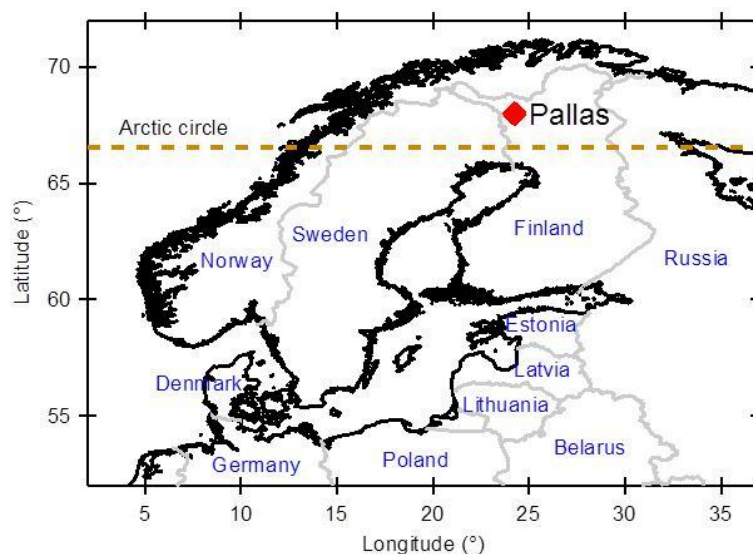 70
Pallas
Arctic circle
65
Latitude (°)
Sweden
Finland
Norway
Russia
60
Estonia
Denmark
Latvia
Lithuania
55
Germany
Poland
Belarus
5 10 15 20 25 30 35
Longitude (°)